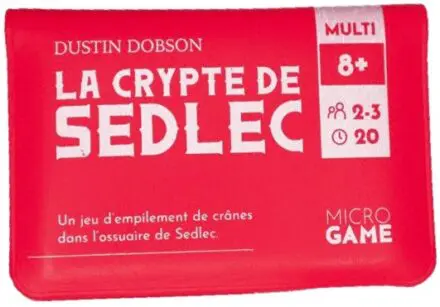 DUSTIN DOBSON
LA CRYPTE DE
SEDLEC
MULTI
8+
2-3
20
Un jeu d'empilement de crânes
dans l'ossuaire de Sedlec.
MICRO
GAME